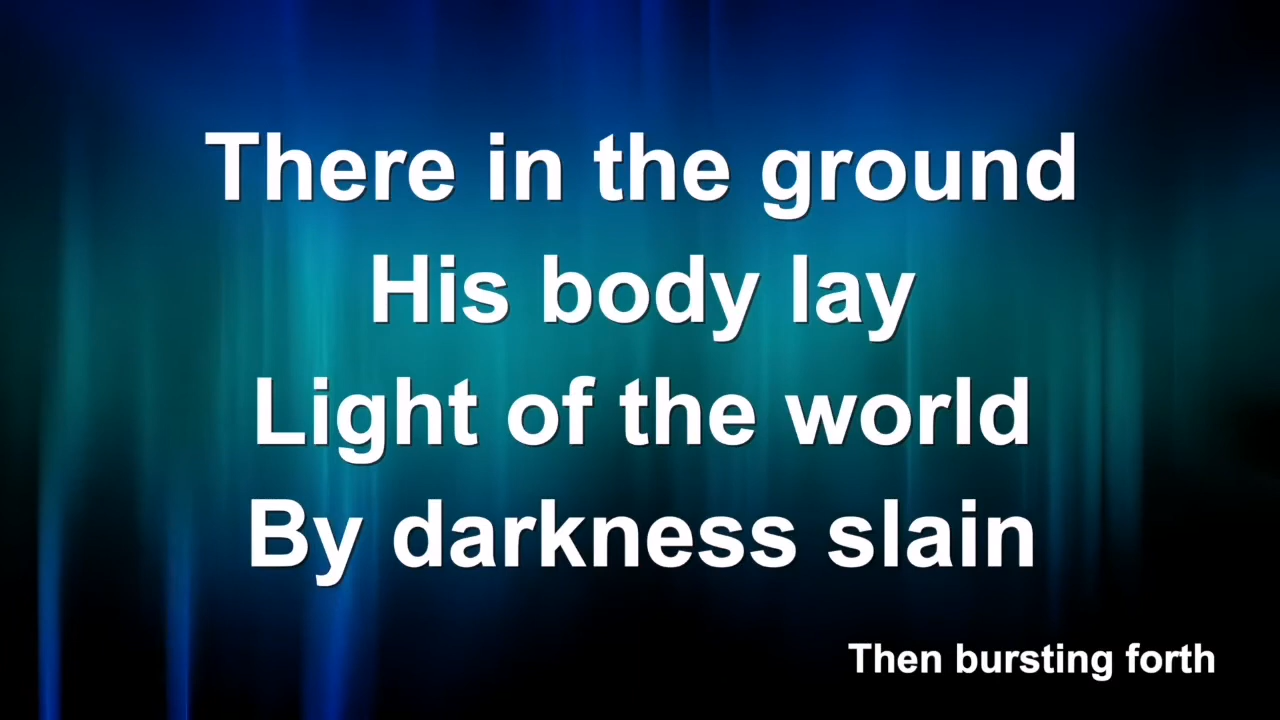 There in the ground
His body lay
Light of the world
By darkness slain
Then bursting forth